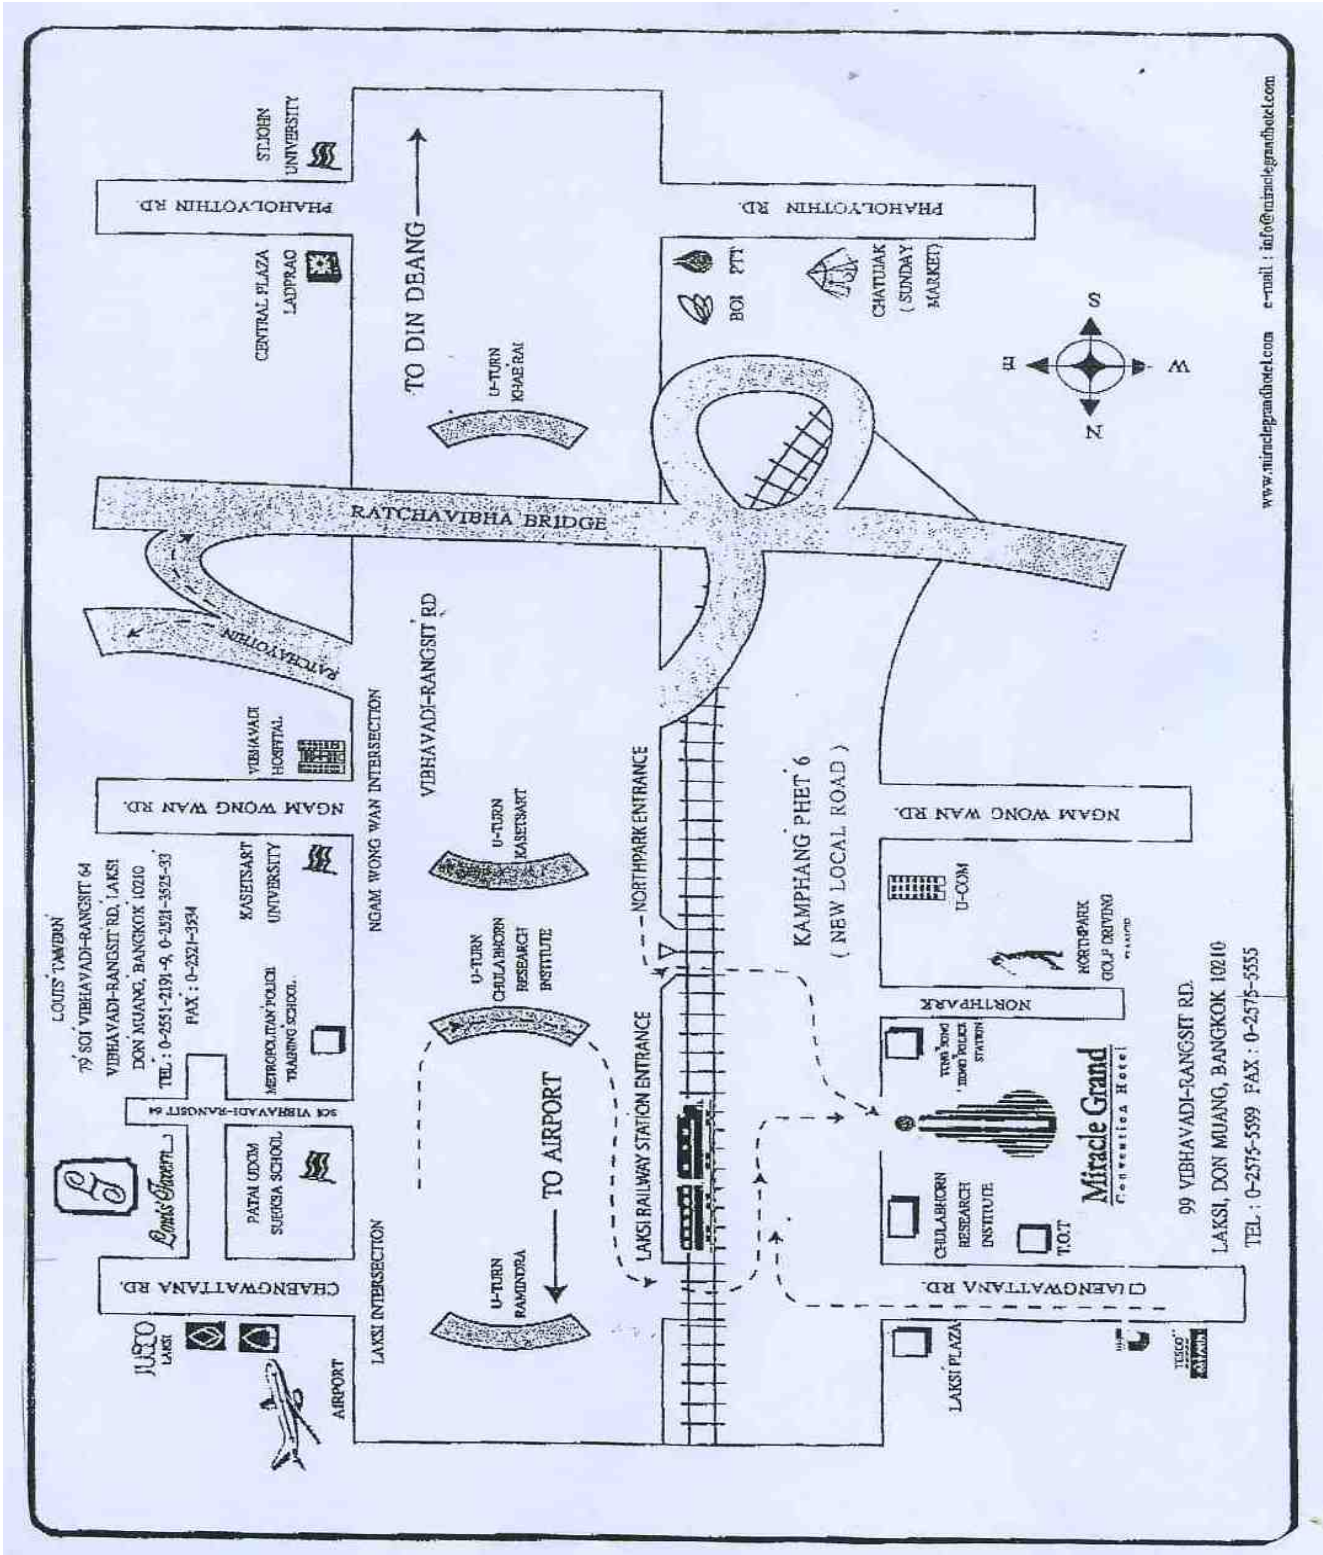 LOUIS' TAVERN
79 SOI VIBHAVADI-RANGSIT 64
VIBHAVADI-RANGSIT RD, LAKSI
DON MUANG, BANGKOK 10210
TEL : 0-2551-2191-9, 0-2521-3525-33
FAX : 0-2521-3534
JUSCO
LAKSI
AIRPORT
CHAENGWATTANA RD.
Louis' Tavern
PATAI UDOM
SUEKSA SCHOOL
SOI VIBHAVADI-RANGSIT 64
METROPOLITAN POLICE
TRAINING SCHOOL
KASETSART
UNIVERSITY
NGAM WONG WAN RD.
VIBHAVADI
HOSPITAL
RATCHAYOTHIN
CENTRAL PLAZA
LADPRAO
PHAHOLYOTHIN RD.
ST.JOHN
UNIVERSITY
LAKSI INTERSECTION
NGAM WONG WAN INTERSECTION
VIBHAVADI-RANGSIT RD
RATCHAVIBHA BRIDGE
TO DIN DEANG
U-TURN
RAMINDRA
TO AIRPORT
U-TURN
CHULABHORN
RESEARCH
INSTITUTE
U-TURN
KASETSART
U-TURN
KHAE RAI
LAKSI RAILWAY STATION ENTRANCE
NORTHPARK ENTRANCE
KAMPHANG PHET 6
( NEW LOCAL ROAD )
BOI
PTT
CHATUJAK
( SUNDAY
MARKET)
PHAHOLYOTHIN RD.
LAKSI PLAZA
TESCO
CHAENGWATTANA RD.
CHULABHORN
RESEARCH
INSTITUTE
T.O.T
TUNG SONG
HONG POLICE
STATION
NORTHPARK
NORTHPARK
GOLF DRIVING
U-COM
NGAM WONG WAN RD.
N
E
S
W
Miracle Grand
Convention Hotel
99 VIBHAVADI-RANGSIT RD.
LAKSI, DON MUANG, BANGKOK 10210
TEL : 0-2575-5599 FAX : 0-2575-5555
www.miraclegrandhotel.com e-mail : info@miraclegrandhotel.com